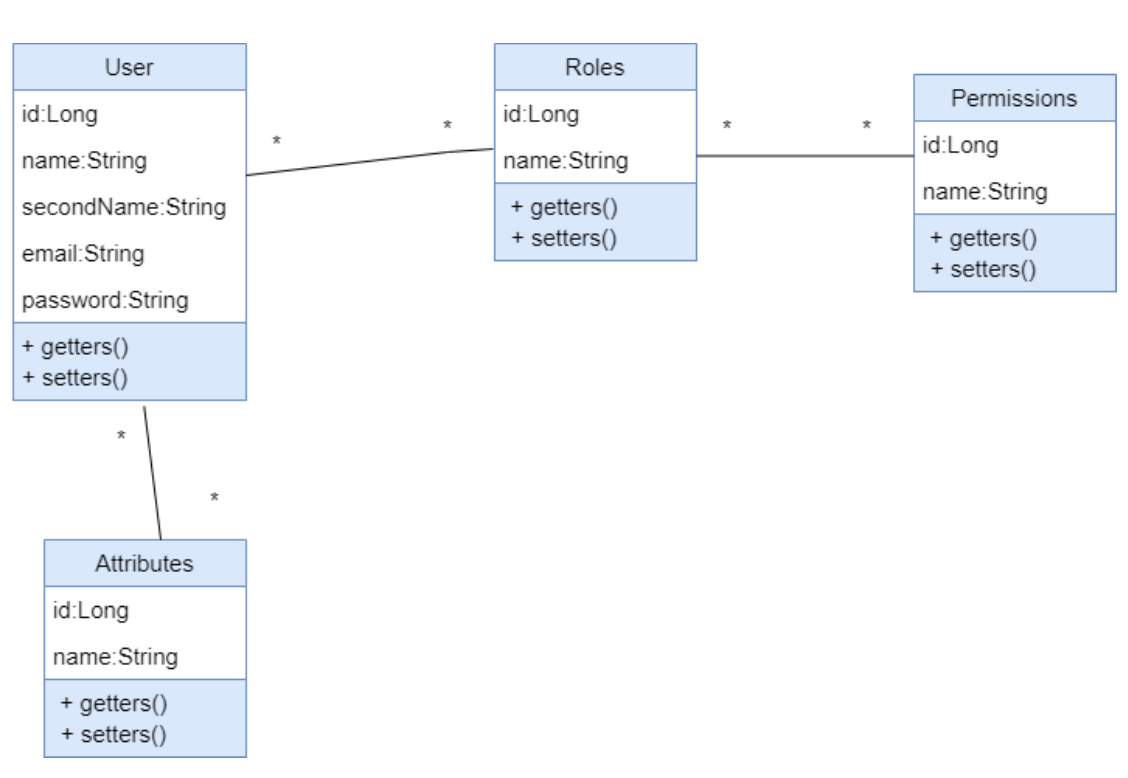 User
id:Long
name:String
secondName:String
email:String
password:String
+ getters()
+ setters()
*
*
Roles
id:Long
name:String
+ getters()
+ setters()
*
*
Permissions
id:Long
name:String
+ getters()
+ setters()
*
*
Attributes
id:Long
name:String
+ getters()
+ setters()